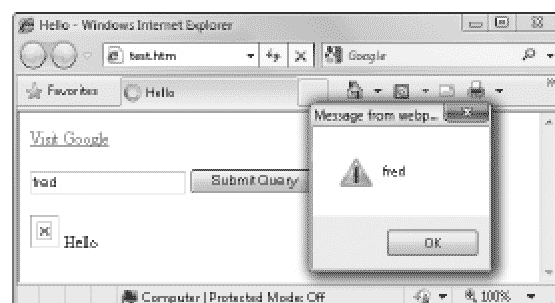 Hello - Windows Internet Explorer
test.htm
Google
Favorites
Hello
Visit Google
fred
Submit Query
Hello
Message from webp...
fred
OK
Computer | Protected Mode: Off
100%